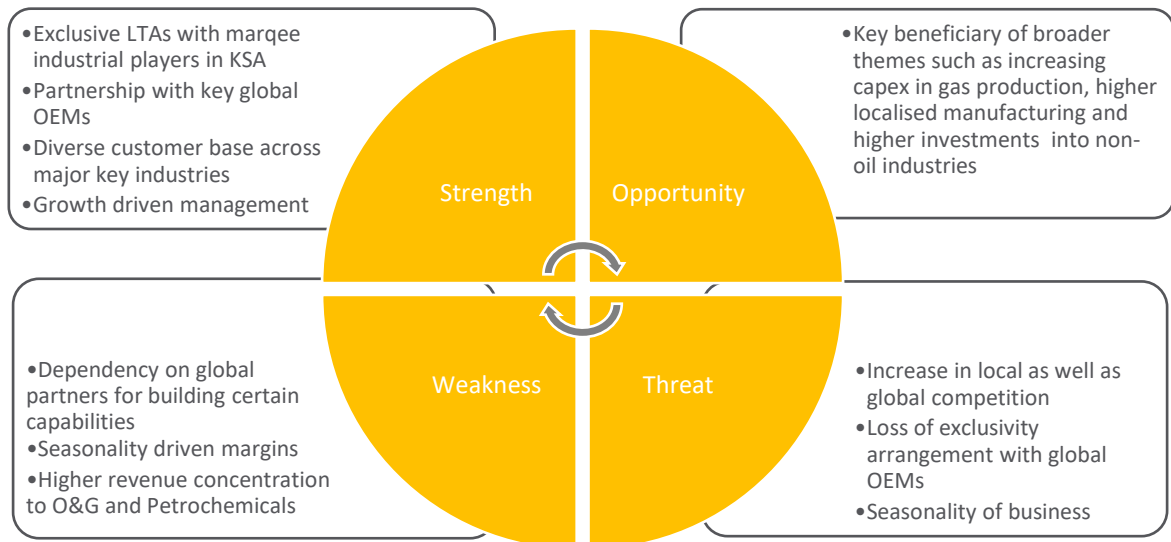 •Exclusive LTAs with marqee
industrial players in KSA
•Partnership with key global
OEMs
•Diverse customer base across
major key industries
•Growth driven management
Strength
Opportunity
•Key beneficiary of broader
themes such as increasing
capex in gas production, higher
localised manufacturing and
higher investments into non-
oil industries
•Dependency on global
partners for building certain
capabilities
•Seasonality driven margins
•Higher revenue concentration
to O&G and Petrochemicals
Weakness
Threat
•Increase in local as well as
global competition
•Loss of exclusivity
arrangement with global
OEMs
•Seasonality of business